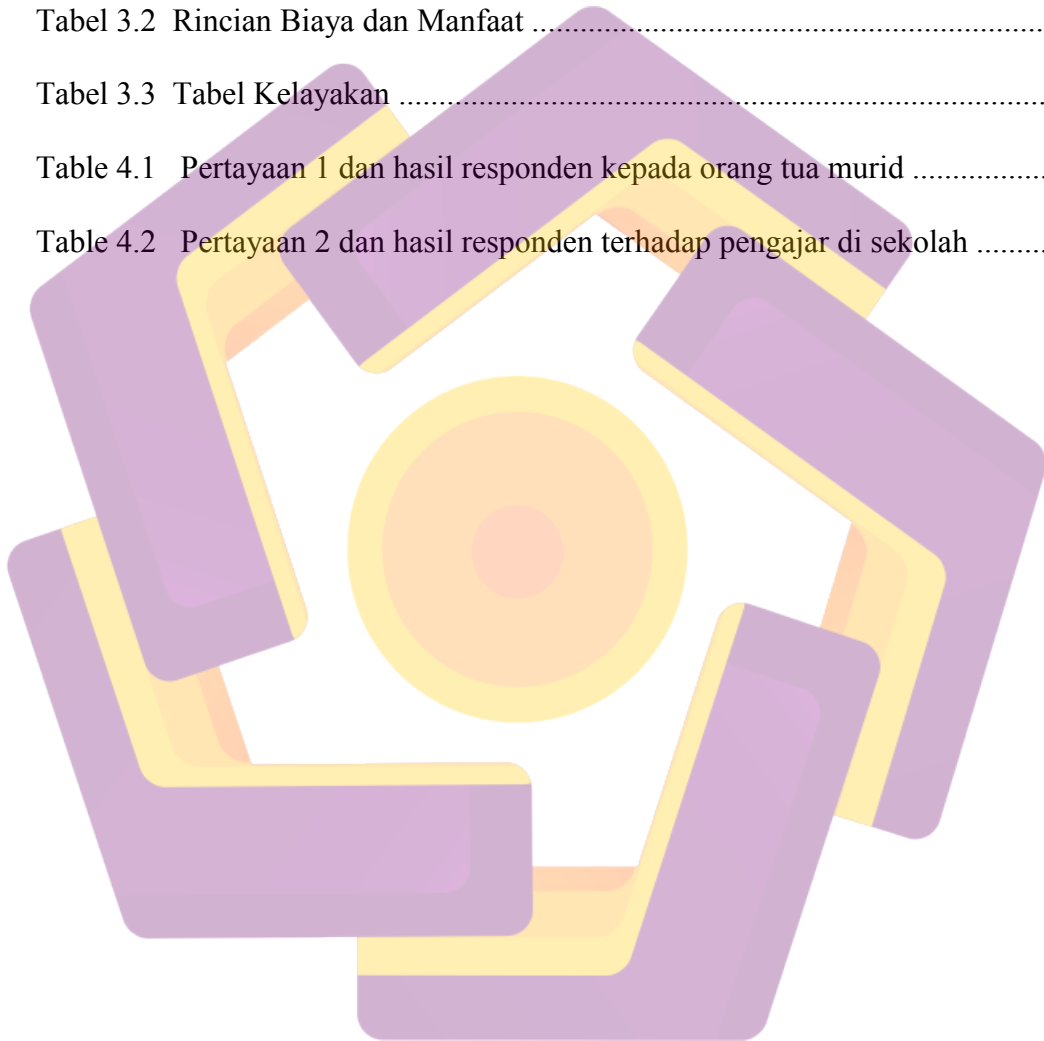 Tabel 3.2 Rincian Biaya dan Manfaat ................................................................
Tabel 3.3 Tabel Kelayakan .................................................................................
Table 4.1 Pertayaan 1 dan hasil responden kepada orang tua murid ................
Table 4.2 Pertayaan 2 dan hasil responden terhadap pengajar di sekolah .........